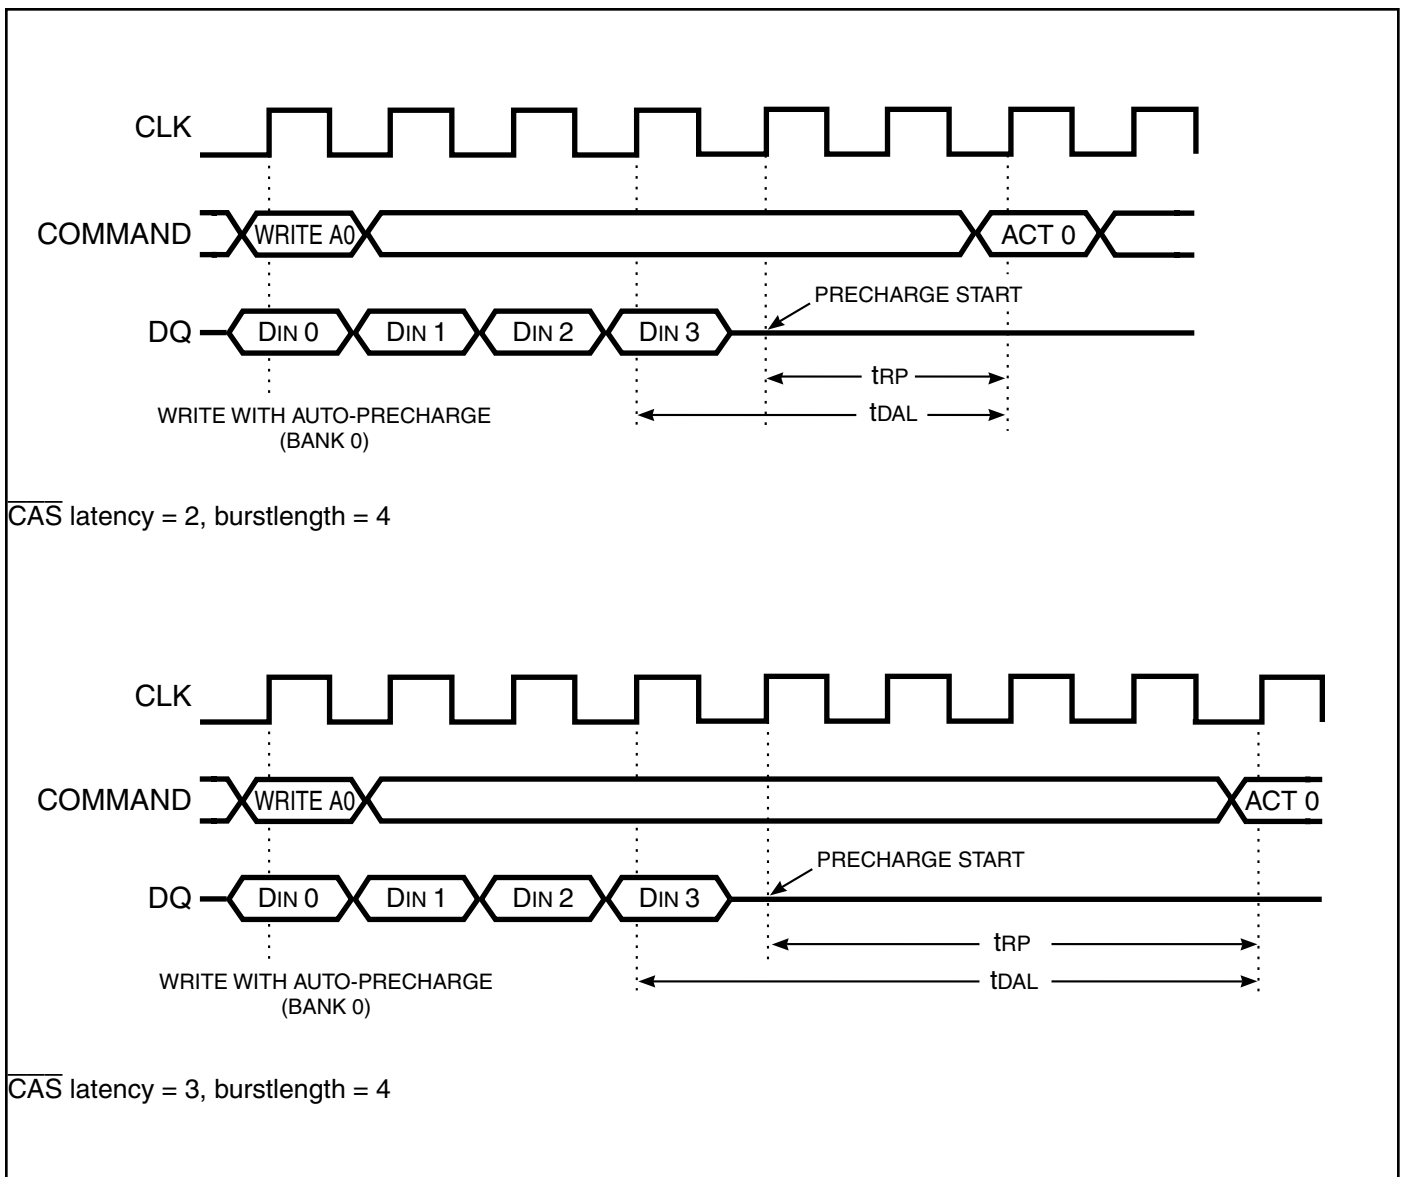 CLK
COMMAND WRITE A0 ACT 0
PRECHARGE START
DQ DIN 0 DIN 1 DIN 2 DIN 3
tRP
tDAL
WRITE WITH AUTO-PRECHARGE
(BANK 0)
CAS latency = 2, burstlength = 4
CLK
COMMAND WRITE A0 ACT 0
PRECHARGE START
DQ DIN 0 DIN 1 DIN 2 DIN 3
tRP
tDAL
WRITE WITH AUTO-PRECHARGE
(BANK 0)
CAS latency = 3, burstlength = 4